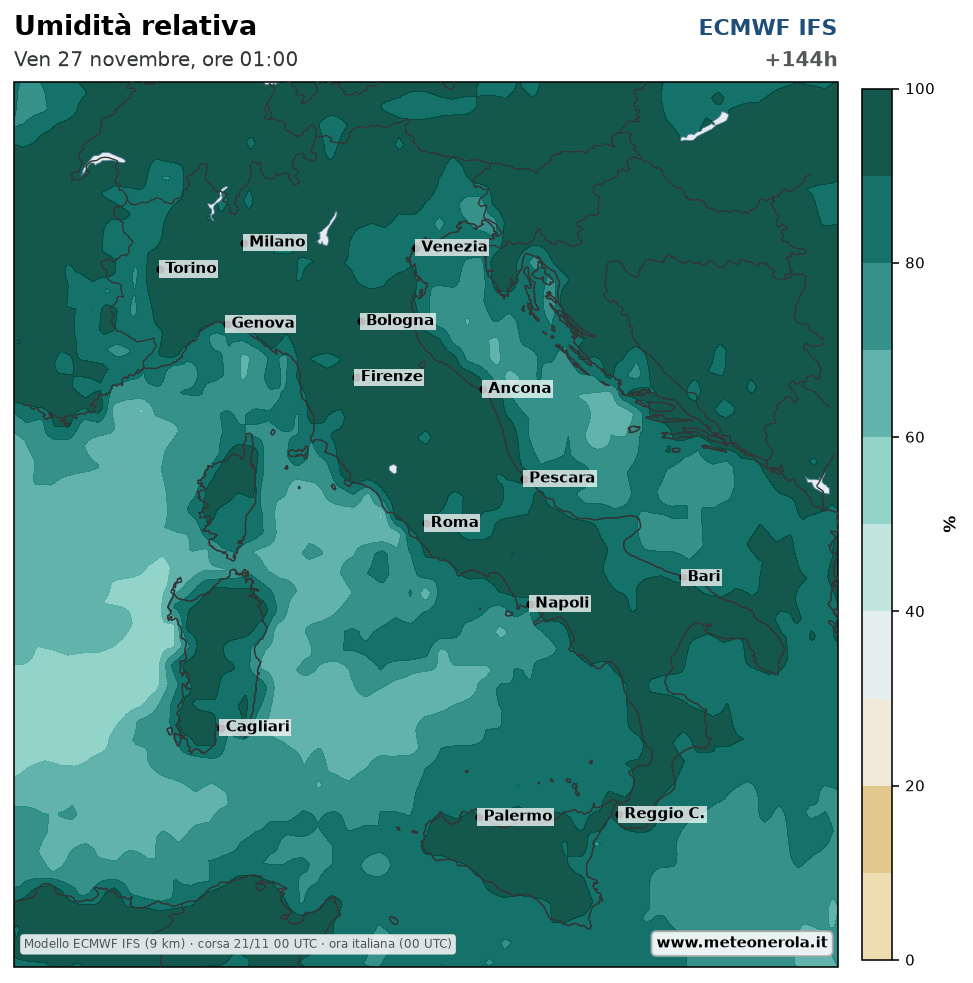 Umidità relativa
ECMWF IFS
Ven 27 novembre, ore 01:00
+144h
100
80
60
40
20
0
%
Milano
Venezia
Torino
Genova
Bologna
Firenze
Ancona
Pescara
Roma
Bari
Napoli
Cagliari
Palermo
Reggio C.
Modello ECMWF IFS (9 km) · corsa 21/11 00 UTC · ora italiana (00 UTC)
www.meteonerola.it